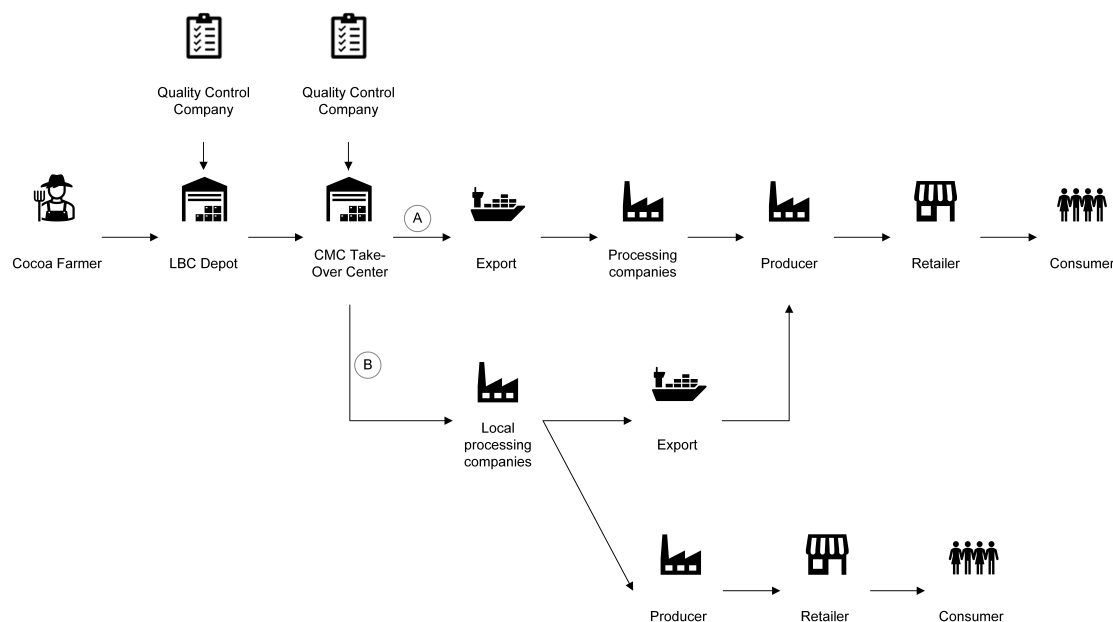 Quality Control
Company
Quality Control
Company
A
Cocoa Farmer
LBC Depot
CMC Take-
Over Center
Export
Processing
companies
Producer
Retailer
Consumer
B
Local
processing
companies
Export
Producer
Retailer
Consumer